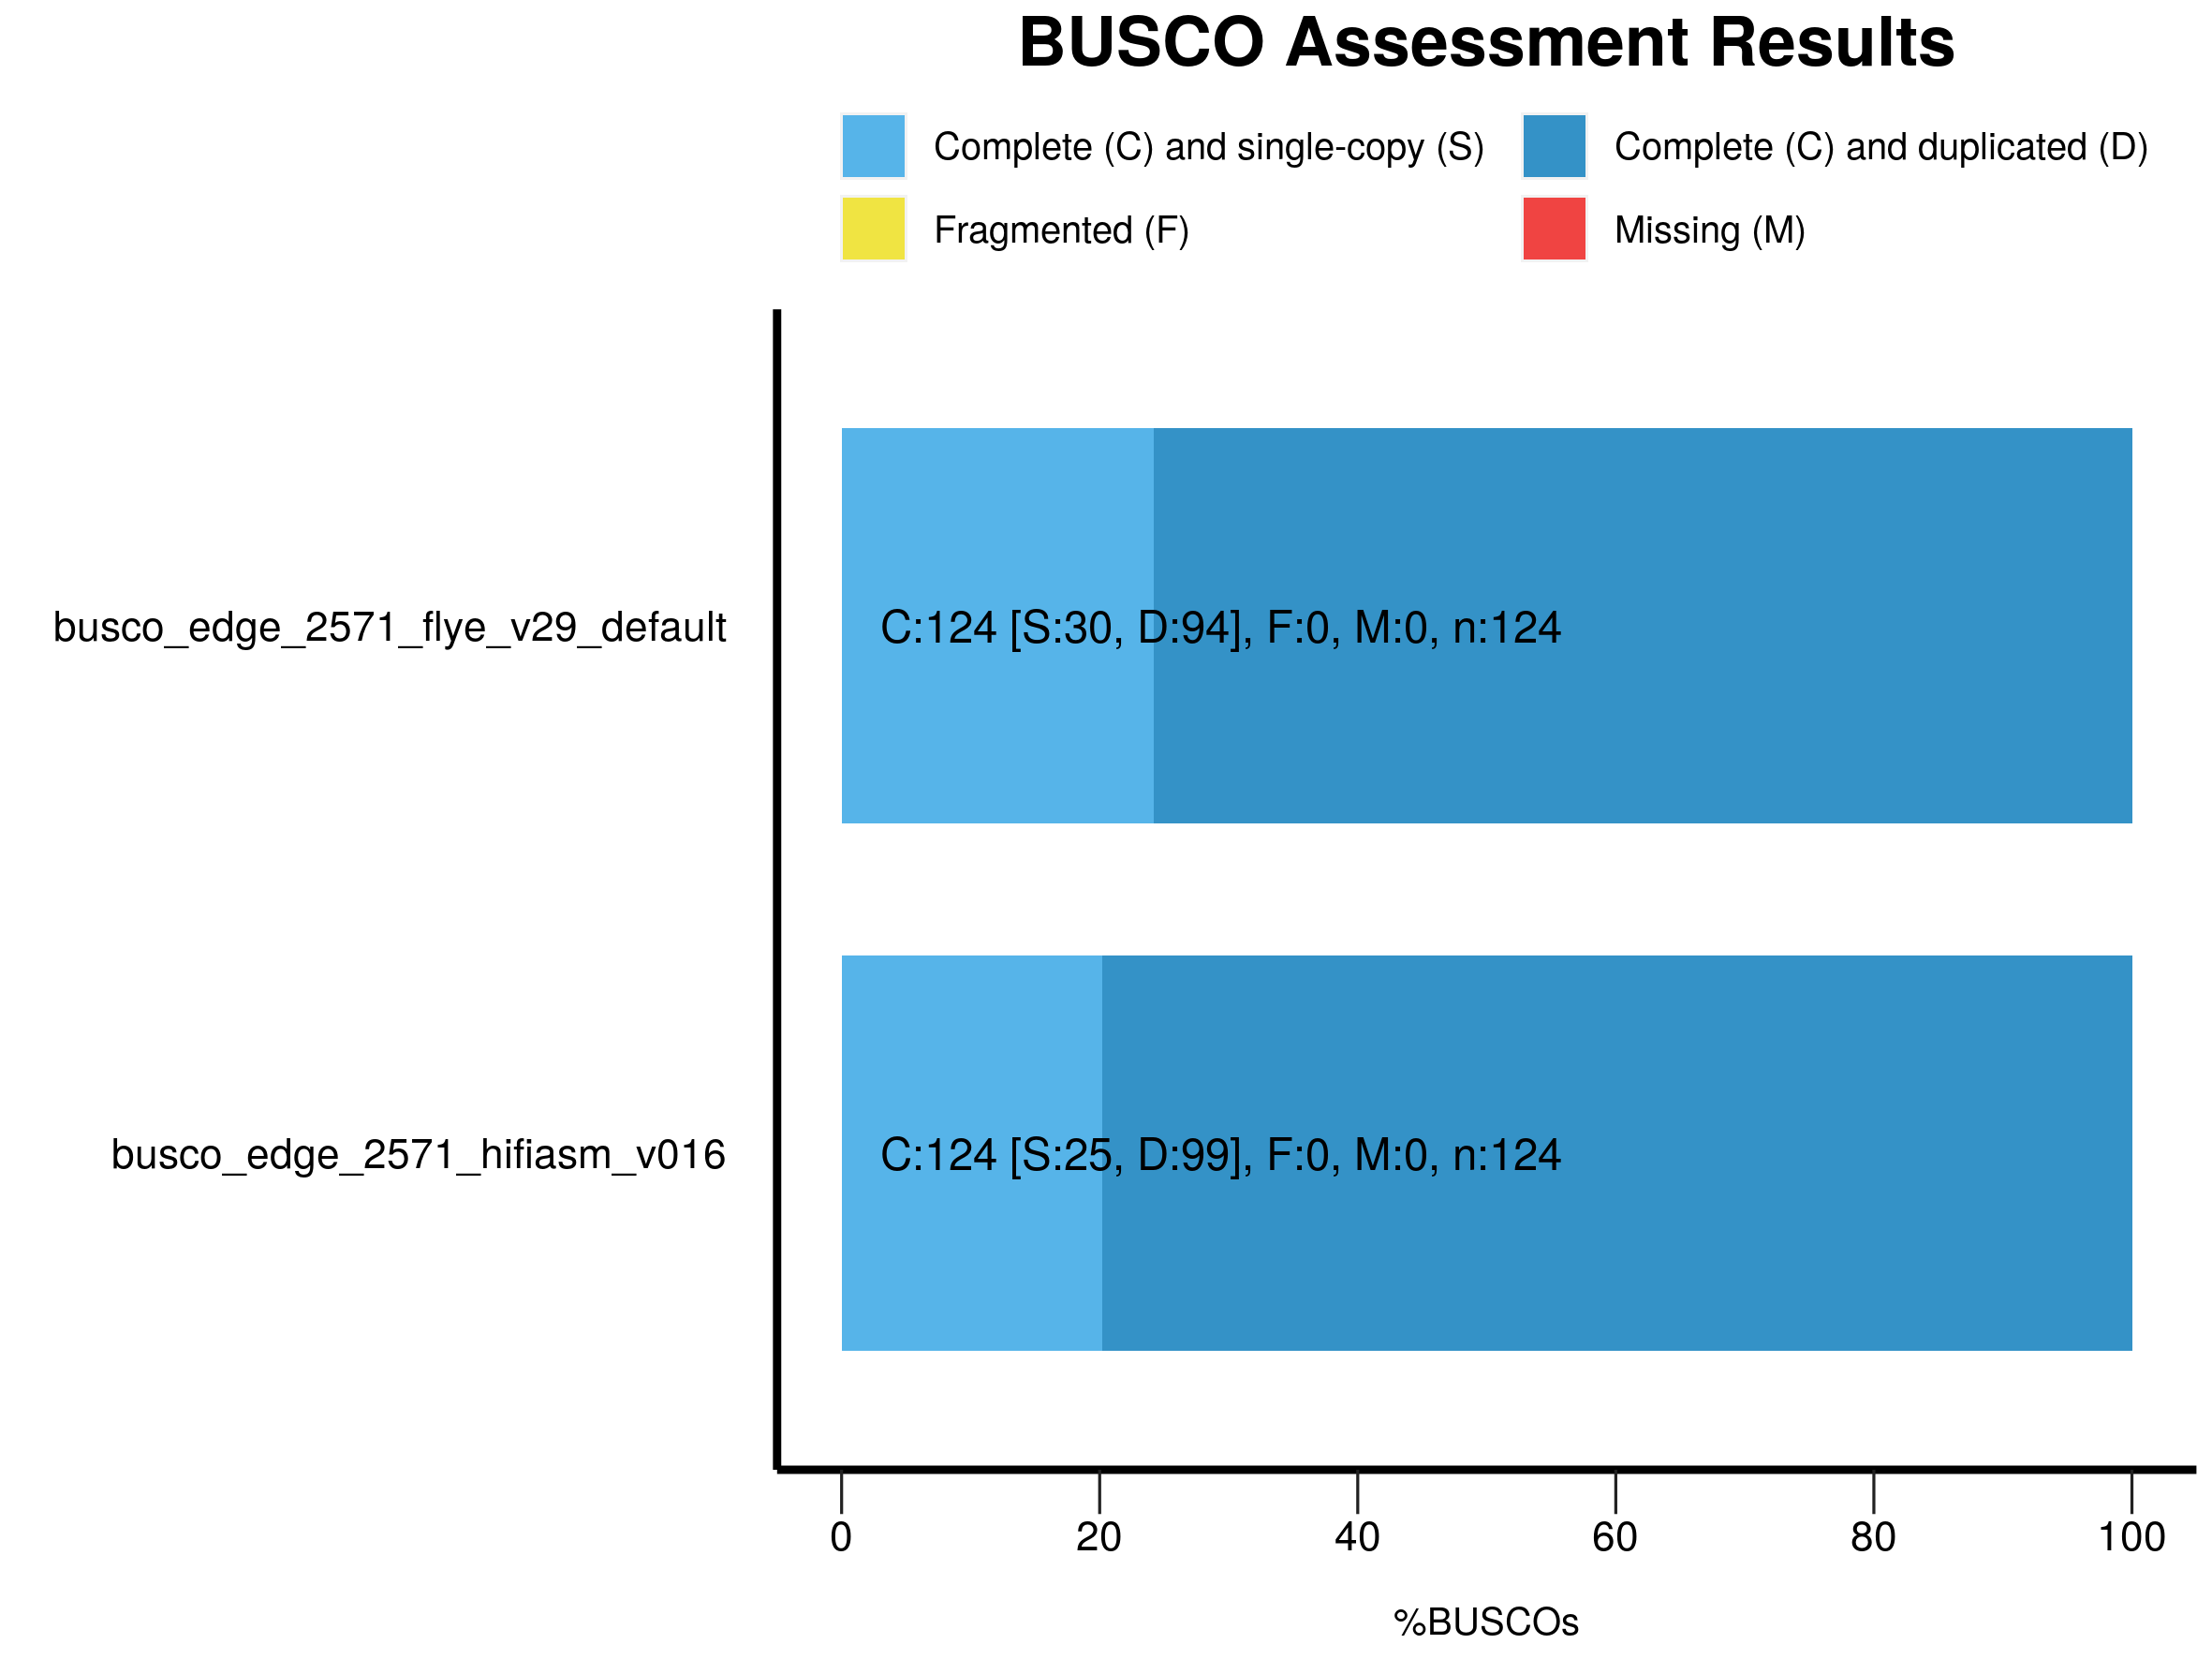 BUSCO Assessment Results
Complete (C) and single-copy (S)
Complete (C) and duplicated (D)
Fragmented (F)
Missing (M)
busco_edge_2571_flye_v29_default
C:124 [S:30, D:94], F:0, M:0, n:124
busco_edge_2571_hifiasm_v016
C:124 [S:25, D:99], F:0, M:0, n:124
0 20 40 60 80 100
%BUSCOs